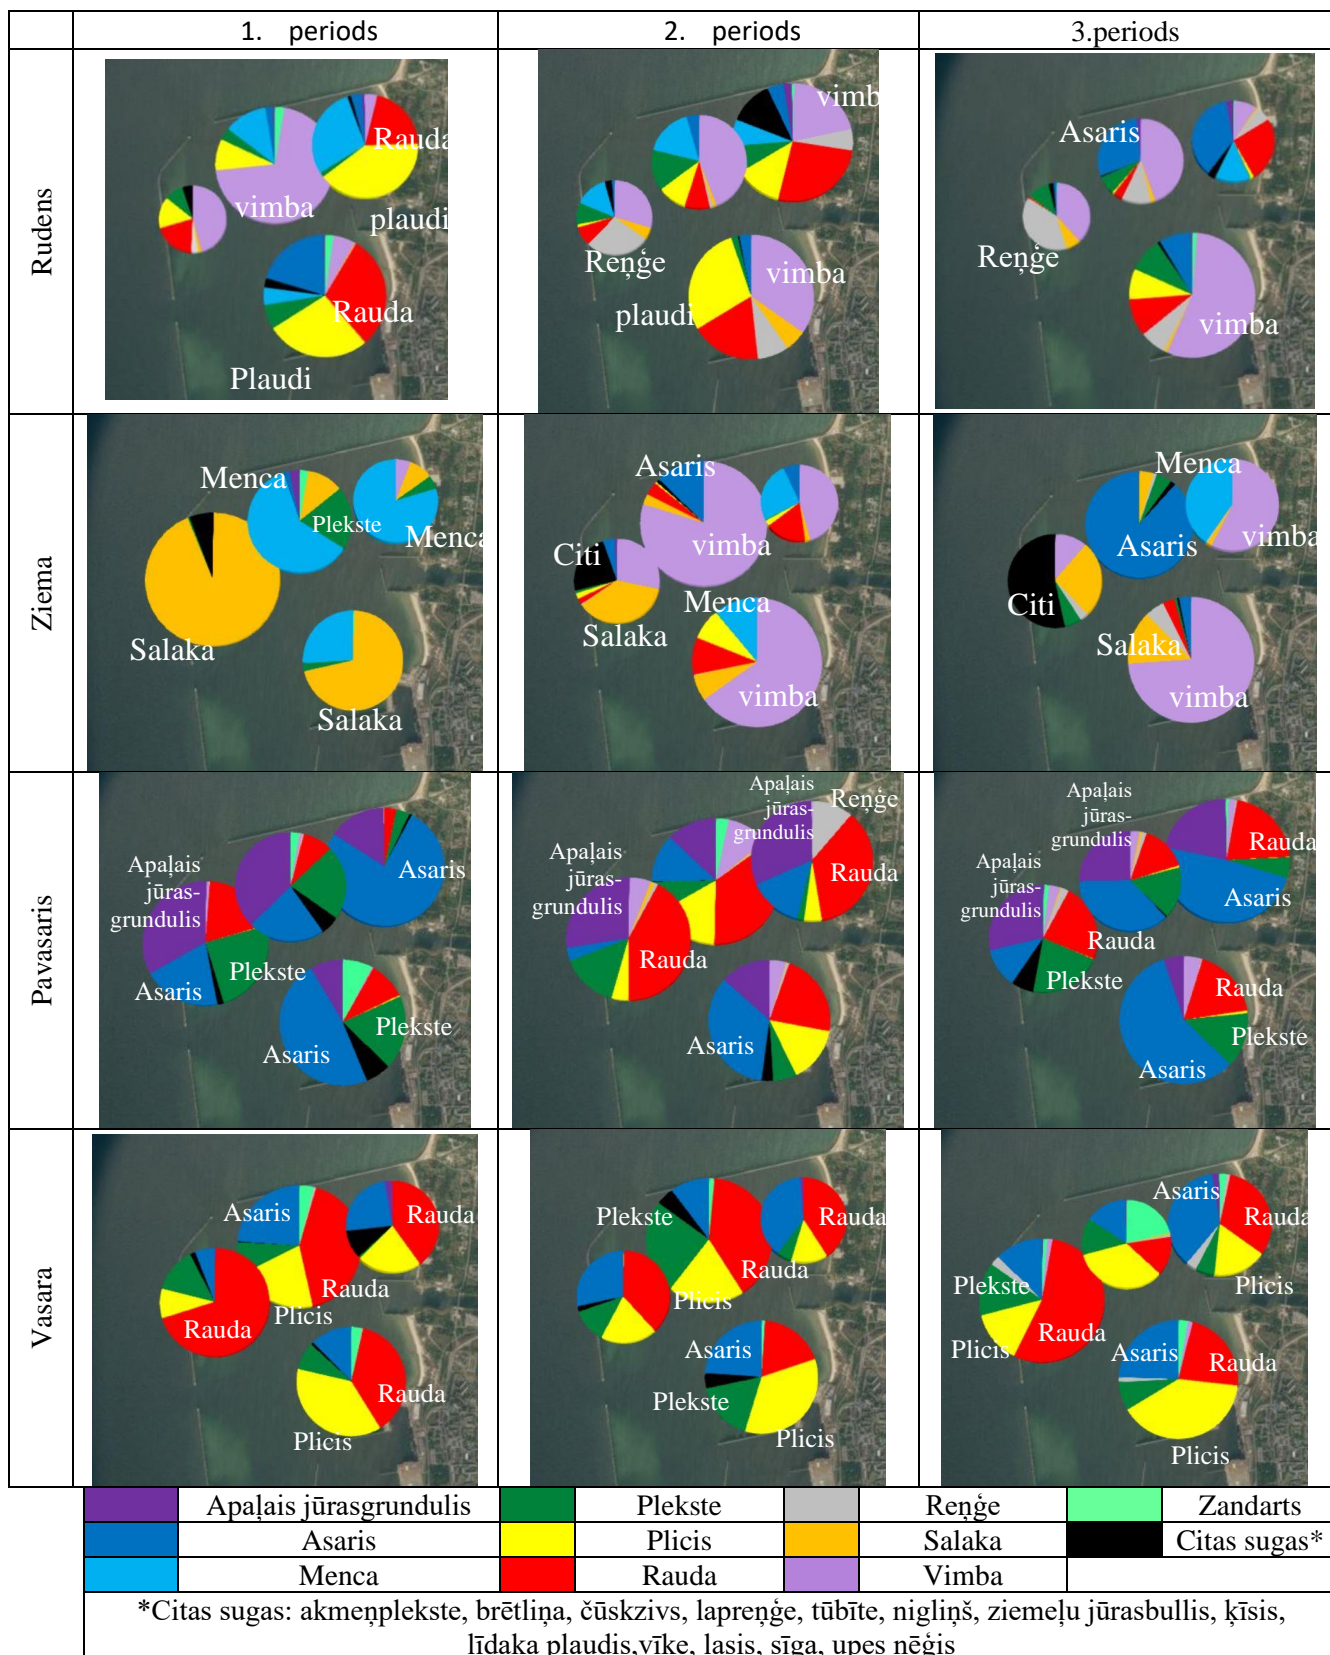 1. periods
2. periods
3.periods
Rudens
Rauda
vimba
plaudi
Rauda
Plaudi
vimb
Reņģe
vimba
plaudi
Asaris
Reņģe
vimba
Ziema
Menca
Plekste
Menca
Salaka
Salaka
Asaris
vimba
Citi
Menca
Salaka
vimba
Menca
Asaris
vimba
Citi
Salaka
vimba
Pavasaris
Apaļais
jūras-
grundulis
Asaris
Plekste
Asaris
Plekste
Asaris
Apaļais
jūras-
grundulis
Reņģe
Rauda
Apaļais
jūras-
grundulis
Rauda
Asaris
Apaļais
jūras-
grundulis
Rauda
Asaris
Apaļais
jūras-
grundulis
Rauda
Plekste
Rauda
Plekste
Asaris
Vasara
Asaris
Rauda
Rauda
Plicis
Rauda
Rauda
Plicis
Plekste
Rauda
Rauda
Plicis
Asaris
Plekste
Plicis
Asaris
Rauda
Plekste
Plicis
Rauda
Plicis
Asaris
Rauda
Plicis
Apaļais jūrasgrundulis Plekste Reņģe Zandarts
Asaris Plicis Salaka Citas sugas*
Menca Rauda Vimba
*Citas sugas: akmeņplekste, brētliņa, čūskzivs, lapreņģe, tūbīte, nigliņš, ziemeļu jūrasbullis, ķīsis,
līdaka plaudis,vīke, lasis, sīga, upes nēģis